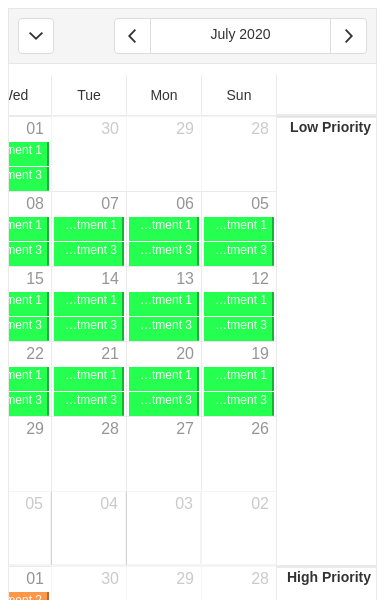 July 2020
/ed Tue Mon Sun
Low Priority
01 30 29 28
ment 1
ment 3
08 07 06 05
ment 1 …tment 1 …tment 1 …tment 1
ment 3 …tment 3 …tment 3 …tment 3
15 14 13 12
ment 1 …tment 1 …tment 1 …tment 1
ment 3 …tment 3 …tment 3 …tment 3
22 21 20 19
ment 1 …tment 1 …tment 1 …tment 1
ment 3 …tment 3 …tment 3 …tment 3
29 28 27 26
05 04 03 02
High Priority
01 30 29 28
ment 2